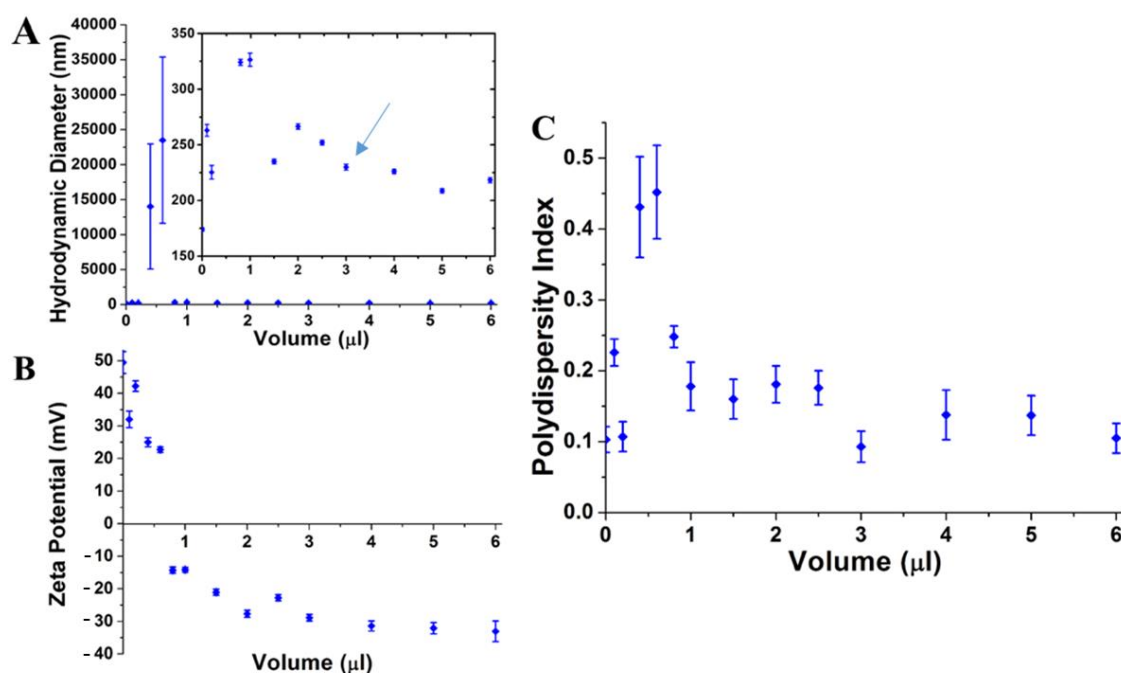 A
Hydrodynamic Diameter (nm)
40000
35000
30000
25000
20000
15000
10000
5000
0
0 1 2 3 4 5 6
Volume (µl)
350
300
250
200
150
0 1 2 3 4 5 6
B
Zeta Potential (mV)
50
40
30
20
10
0
-10
-20
-30
-40
1 2 3 4 5 6
Volume (µl)
C
Polydispersity Index
0.5
0.4
0.3
0.2
0.1
0.0
0 1 2 3 4 5 6
Volume (µl)